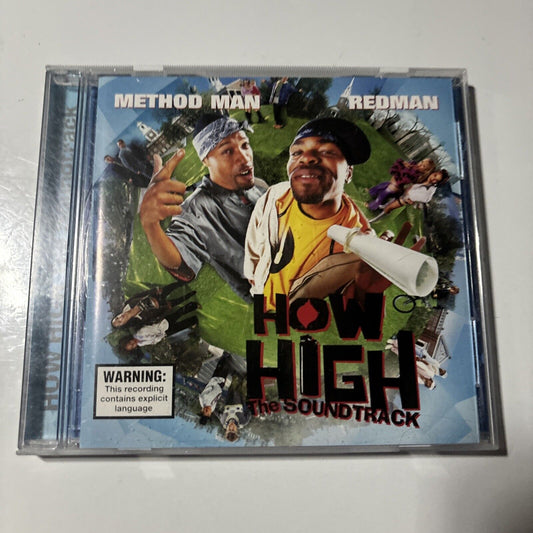 METHOD MAN REDMAN
HOW
HIGH
The SOUNDTRACK
WARNING:
This recording
contains explicit
language